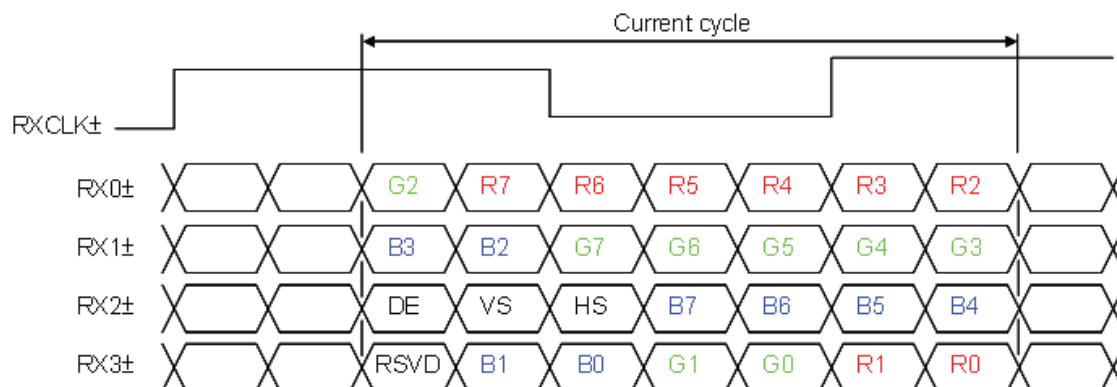 Current cycle
RXCLK±
RX0± G2 R7 R6 R5 R4 R3 R2
RX1± B3 B2 G7 G6 G5 G4 G3
RX2± DE VS HS B7 B6 B5 B4
RX3± RSVD B1 B0 G1 G0 R1 R0